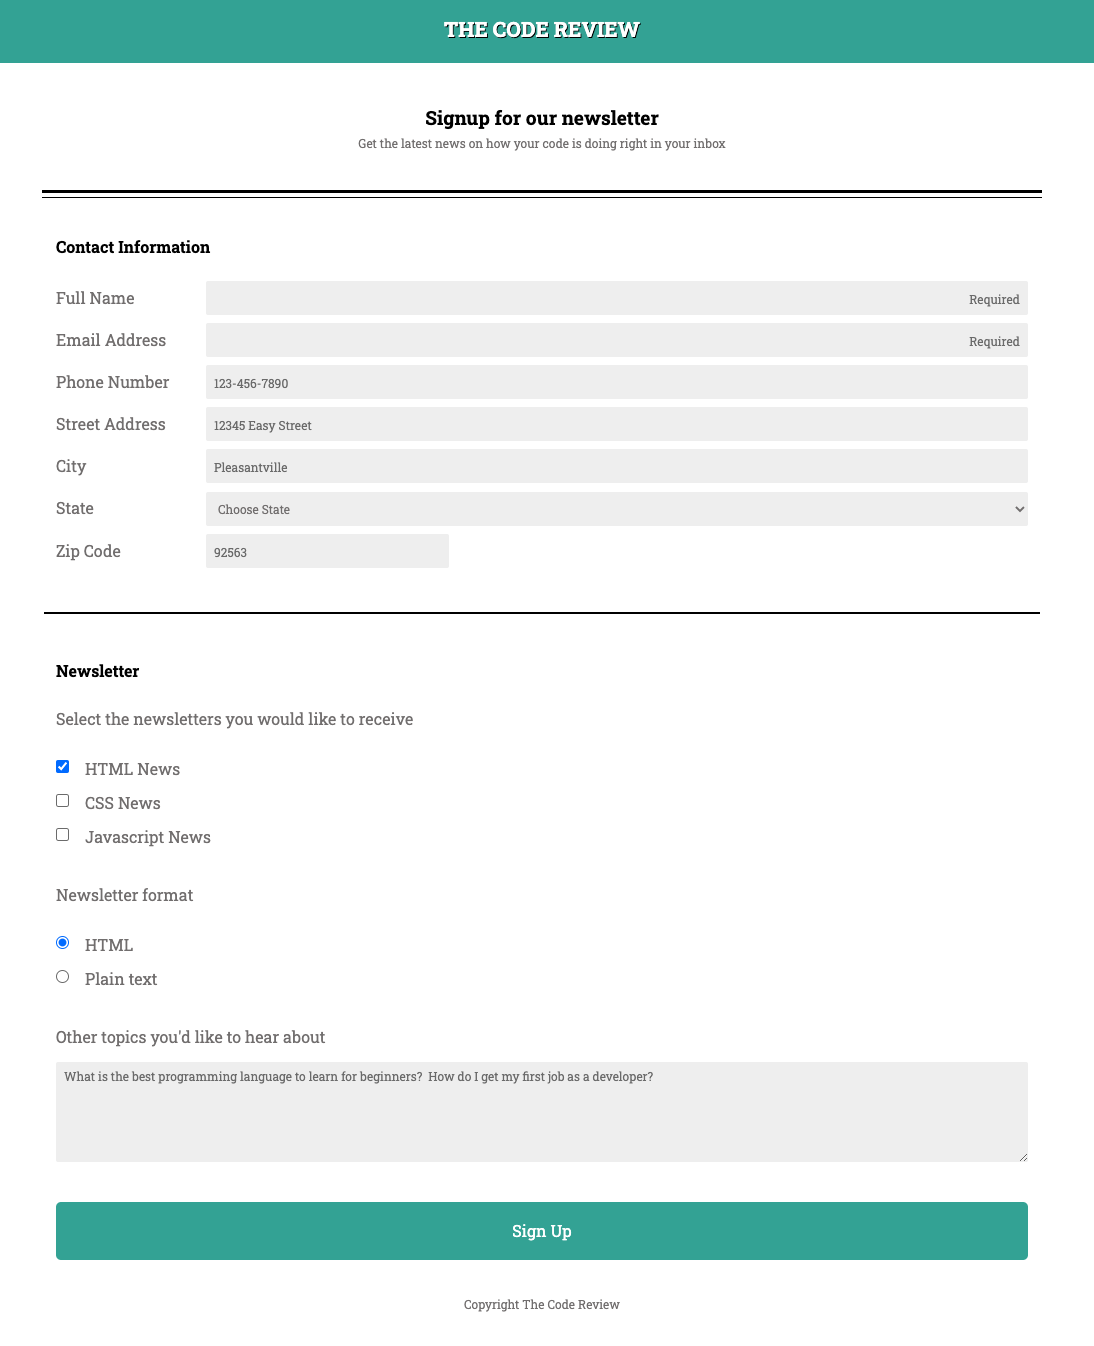 THE CODE REVIEW
Signup for our newsletter
Get the latest news on how your code is doing right in your inbox
Contact Information
Full Name Required
Email Address Required
Phone Number 123-456-7890
Street Address 12345 Easy Street
City Pleasantville
State Choose State
Zip Code 92563
Newsletter
Select the newsletters you would like to receive
HTML News
CSS News
Javascript News
Newsletter format
HTML
Plain text
Other topics you'd like to hear about
What is the best programming language to learn for beginners?  How do I get my first job as a developer?
Sign Up
Copyright The Code Review